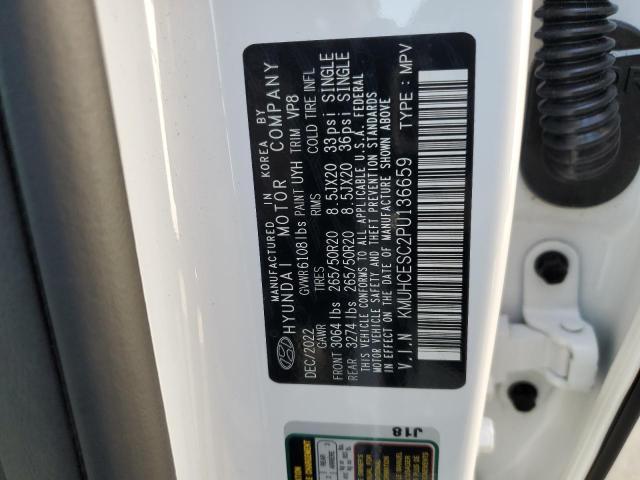 MANUFACTURED IN KOREA BY
HYUNDAI MOTOR COMPANY
DEC/2022 GVWR6108lbs PAINT UYH TRIM VP8
GAWR TIRES RIMS COLD TIRE INFL
FRONT 3064lbs 265/50R20 8.5JX20 33psi SINGLE
REAR 3274lbs 265/50R20 8.5JX20 36psi SINGLE
THIS VEHICLE CONFORMS TO ALL APPLICABLE U.S.A. FEDERAL
MOTOR VEHICLE SAFETY AND THEFT PREVENTION STANDARDS
IN EFFECT ON THE DATE OF MANUFACTURE SHOWN ABOVE
V.I.N KMUHCESC2PU136659 TYPE : MPV
J18